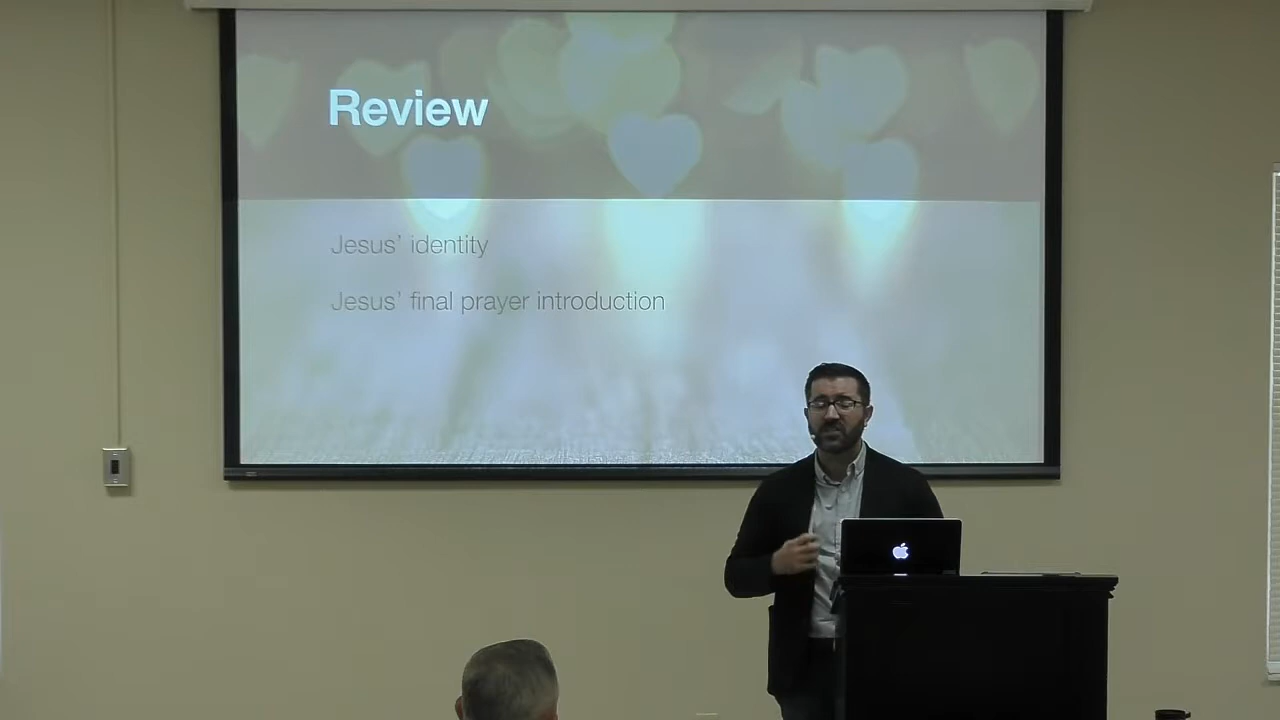 Review
Jesus’ identity
Jesus’ final prayer introduction